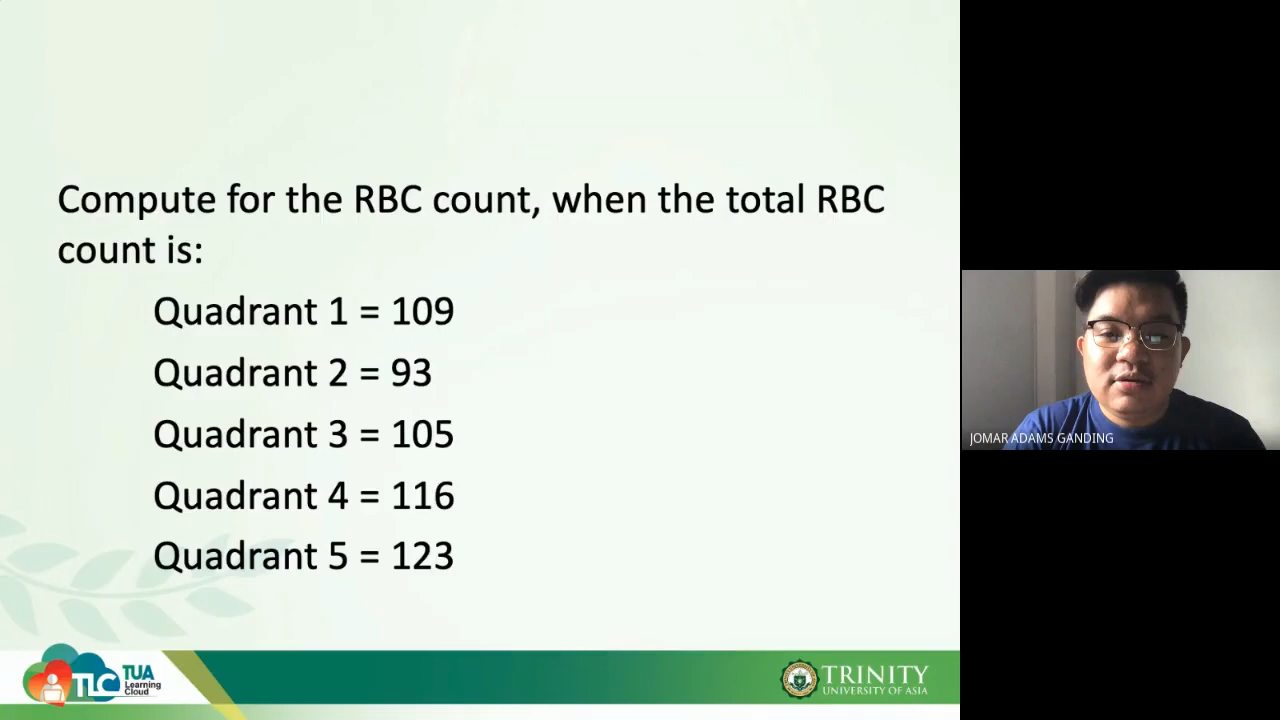 Compute for the RBC count, when the total RBC
count is:
Quadrant 1 = 109
Quadrant 2 = 93
Quadrant 3 = 105
Quadrant 4 = 116
Quadrant 5 = 123
JOMAR ADAMS GANDING
TLC
TUA
Learning
Cloud
TRINITY
UNIVERSITY OF ASIA